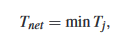 T_net = min T_j,